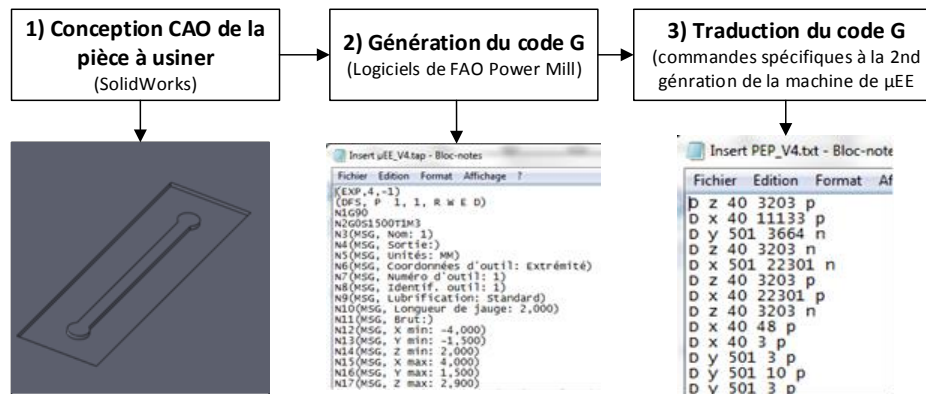 1) Conception CAO de la
pièce à usiner
(SolidWorks)
2) Génération du code G
(Logiciels de FAO Power Mill)
3) Traduction du code G
(commandes spécifiques à la 2nd
génration de la machine de µEE
Insert µEE_V4.tap - Bloc-notes
Fichier Edition Format Affichage ?
(EXP,4,-1)
(DFS, P 1, 1, R W E D)
N1G90
N2G0S1500T1M3
N3(MSG, Nom: 1)
N4(MSG, Sortie:)
N5(MSG, Unités: MM)
N6(MSG, Coordonnées d'outil: Extrémité)
N7(MSG, Numéro d'outil: 1)
N8(MSG, Identif. outil: 1)
N9(MSG, Lubrification: Standard)
N10(MSG, Longueur de jauge: 2,000)
N11(MSG, Brut:)
N12(MSG, X min: -4,000)
N13(MSG, Y min: -1,500)
N14(MSG, Z min: 2,000)
N15(MSG, X max: 4,000)
N16(MSG, Y max: 1,500)
N17(MSG, Z max: 2,900)
Insert PEP_V4.txt - Bloc-note
Fichier Edition Format Af
D z 40 3203 p
D x 40 11133 p
D y 501 3664 n
D z 40 3203 n
D x 501 22301 n
D z 40 3203 p
D x 40 22301 p
D z 40 3203 n
D x 40 48 p
D x 40 3 p
D y 501 3 p
D y 501 10 p
D y 501 3 p